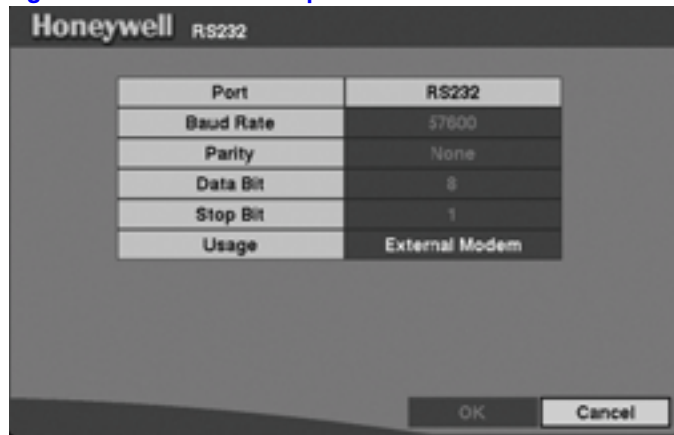 Honeywell RS232
Port RS232
Baud Rate 57600
Parity None
Data Bit 8
Stop Bit 1
Usage External Modem
OK Cancel